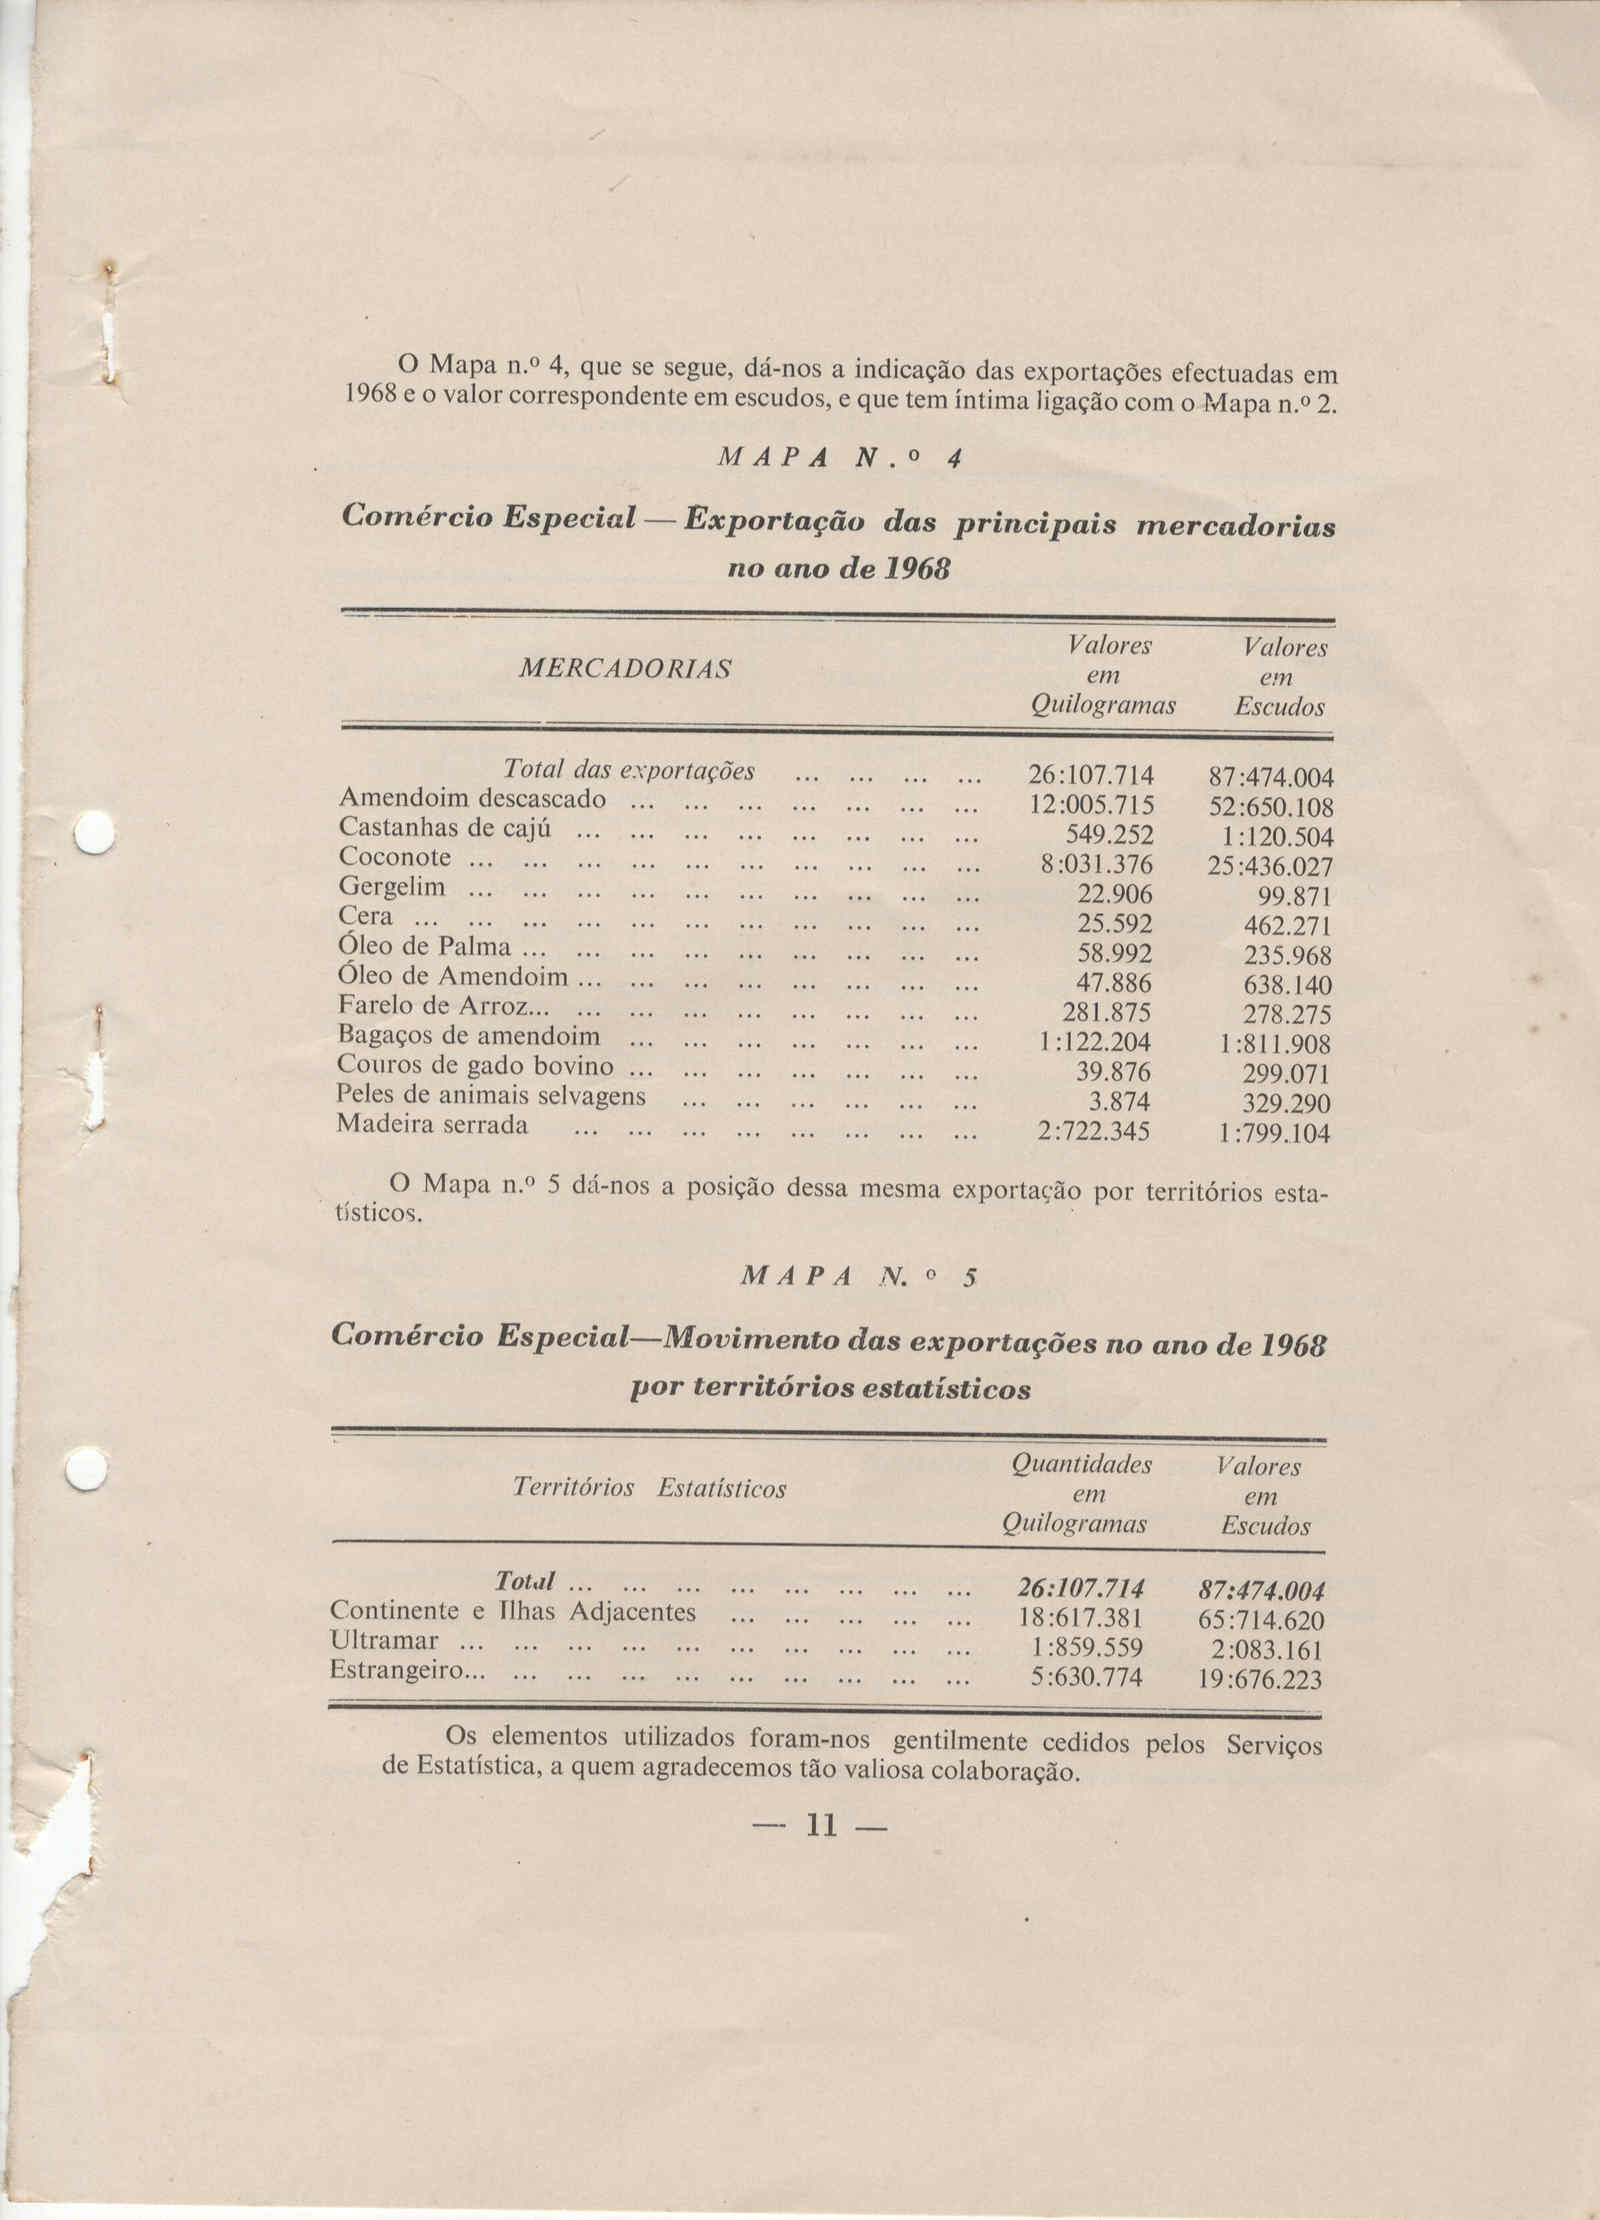 O Mapa n.º 4, que se segue, dá-nos a indicação das exportações efectuadas em
1968 e o valor correspondente em escudos, e que tem íntima ligação com o Mapa n.º 2.
MAPA N.º 4
Comércio Especial — Exportação das principais mercadorias
no ano de 1968
MERCADORIAS Valores em Quilogramas Valores em Escudos
Total das exportações ... ... ... ... 26:107.714 87:474.004
Amendoim descascado ... ... ... ... ... ... ... 12:005.715 52:650.108
Castanhas de cajú ... ... ... ... ... ... ... ... 549.252 1:120.504
Coconote ... ... ... ... ... ... ... ... ... ... 8:031.376 25:436.027
Gergelim ... ... ... ... ... ... ... ... ... ... 22.906 99.871
Cera ... ... ... ... ... ... ... ... ... ... ... 25.592 462.271
Óleo de Palma ... ... ... ... ... ... ... ... ... 58.992 235.968
Óleo de Amendoim ... ... ... ... ... ... ... ... 47.886 638.140
Farelo de Arroz... ... ... ... ... ... ... ... ... 281.875 278.275
Bagaços de amendoim ... ... ... ... ... ... ... 1:122.204 1:811.908
Couros de gado bovino ... ... ... ... ... ... ... 39.876 299.071
Peles de animais selvagens ... ... ... ... ... ... 3.874 329.290
Madeira serrada ... ... ... ... ... ... ... ... 2:722.345 1:799.104
O Mapa n.º 5 dá-nos a posição dessa mesma exportação por territórios esta-
tísticos.
MAPA N.º 5
Comércio Especial—Movimento das exportações no ano de 1968
por territórios estatísticos
Territórios Estatísticos Quantidades em Quilogramas Valores em Escudos
Total ... ... ... ... ... ... ... ... 26:107.714 87:474.004
Continente e Ilhas Adjacentes ... ... ... ... ... 18:617.381 65:714.620
Ultramar ... ... ... ... ... ... ... ... ... ... 1:859.559 2:083.161
Estrangeiro... ... ... ... ... ... ... ... ... ... 5:630.774 19:676.223
Os elementos utilizados foram-nos gentilmente cedidos pelos Serviços
de Estatística, a quem agradecemos tão valiosa colaboração.
— 11 —